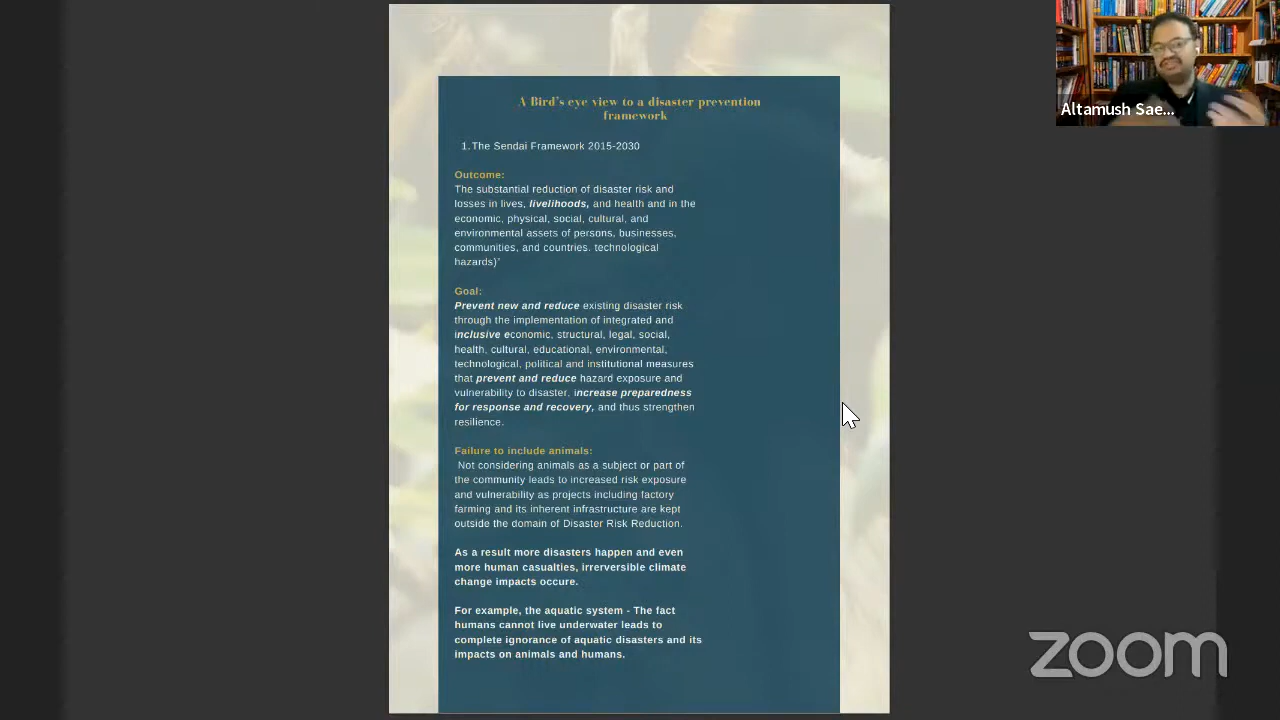 A Bird's eye view to a disaster prevention
framework
1. The Sendai Framework 2015-2030
Outcome:
The substantial reduction of disaster risk and
losses in lives, livelihoods, and health and in the
economic, physical, social, cultural, and
environmental assets of persons, businesses,
communities, and countries. technological
hazards)"
Goal:
Prevent new and reduce existing disaster risk
through the implementation of integrated and
inclusive economic, structural, legal, social,
health, cultural, educational, environmental,
technological, political and institutional measures
that prevent and reduce hazard exposure and
vulnerability to disaster, increase preparedness
for response and recovery, and thus strengthen
resilience.
Failure to include animals:
Not considering animals as a subject or part of
the community leads to increased risk exposure
and vulnerability as projects including factory
farming and its inherent infrastructure are kept
outside the domain of Disaster Risk Reduction.
As a result more disasters happen and even
more human casualties, irrerversible climate
change impacts occure.
For example, the aquatic system - The fact
humans cannot live underwater leads to
complete ignorance of aquatic disasters and its
impacts on animals and humans.
Altamush Sae...
zoom